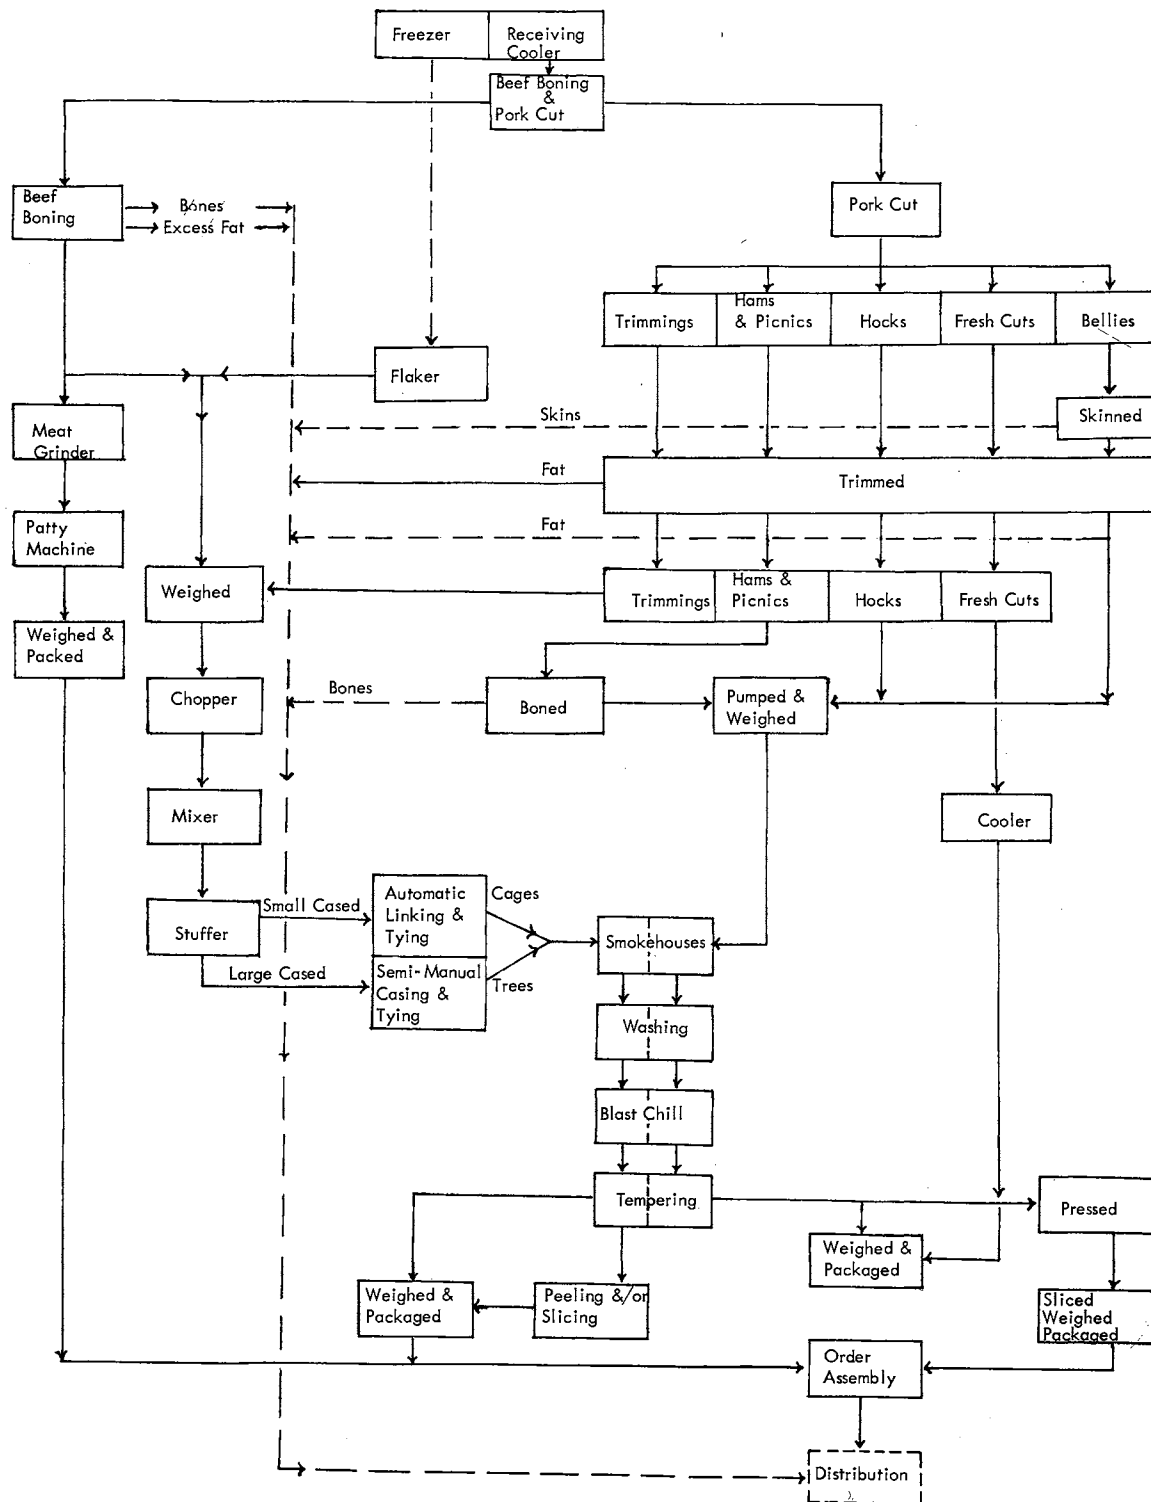 Freezer
Receiving
Cooler
Beef Boning
&
Pork Cut
Beef
Boning
Bones
Excess Fat
Pork Cut
Trimmings
Hams
& Picnics
Hocks
Fresh Cuts
Bellies
Flaker
Skins
Skinned
Meat
Grinder
Fat
Trimmed
Patty
Machine
Fat
Weighed
Trimmings
Hams &
Picnics
Hocks
Fresh Cuts
Weighed &
Packed
Chopper
Bones
Boned
Pumped &
Weighed
Mixer
Cooler
Stuffer
Small Cased
Automatic
Linking &
Tying
Cages
Smokehouses
Large Cased
Semi-Manual
Casing &
Tying
Trees
Washing
Blast Chill
Tempering
Pressed
Weighed &
Packaged
Weighed &
Packaged
Peeling &/or
Slicing
Sliced
Weighed
Packaged
Order
Assembly
Distribution